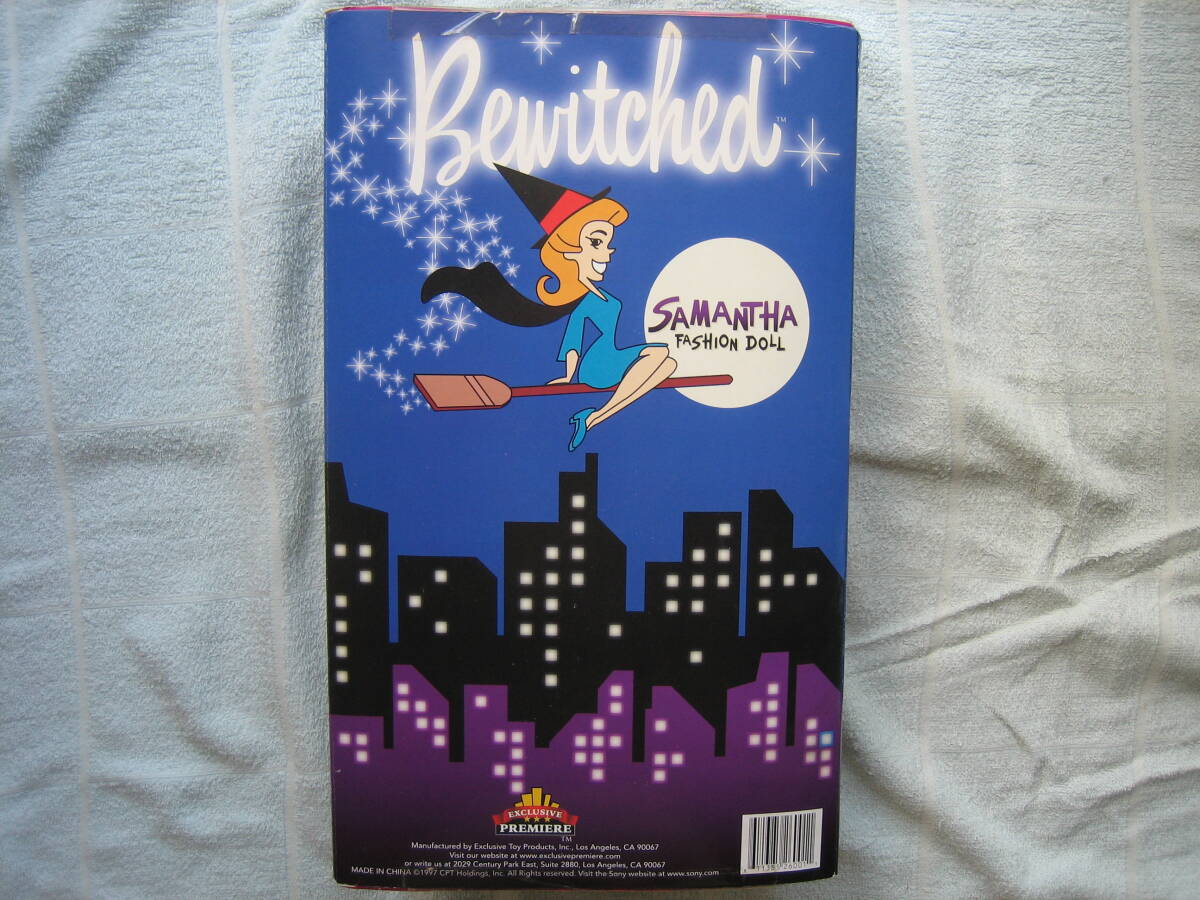 Bewitched™
SAMANTHA
FASHION DOLL
EXCLUSIVE
PREMIERE™
Manufactured by Exclusive Toy Products, Inc., Los Angeles, CA 90067
Visit our website at www.exclusivepremiere.com
or write us at 2029 Century Park East, Suite 2880, Los Angeles, CA 90067
MADE IN CHINA ©1997 CPT Holdings, Inc. All Rights reserved. Visit the Sony website at www.sony.com